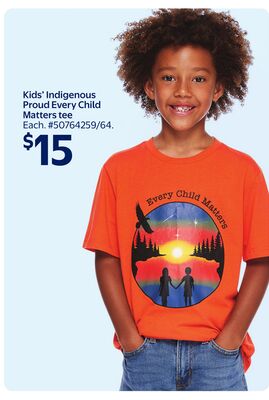 Kids' Indigenous
Proud Every Child
Matters tee
Each. #50764259/64.
$15
Every Child Matters